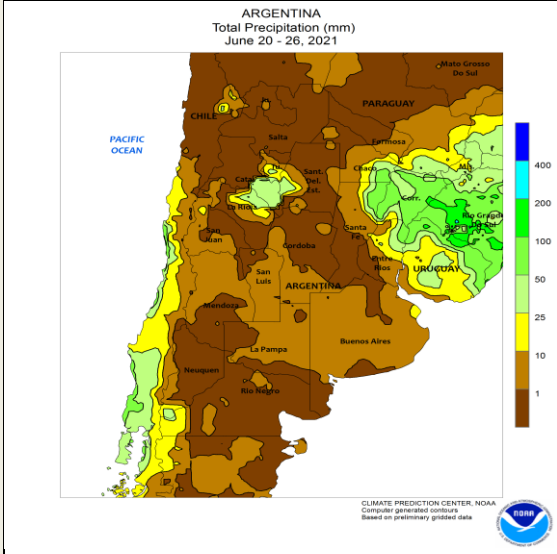 ARGENTINA
Total Precipitation (mm)
June 20 - 26, 2021
Mato Grosso
Do Sul
CHILE
PARAGUAY
PACIFIC
OCEAN
Salta
Formosa
Chaco
Catar
Sant.
Del.
Est.
La Rioja
Corr.
Rio Grande
Do Sul
San
Juan
Santa
Fe
Cordoba
Entre
Rios
URUGUAY
San
Luis
ARGENTINA
Mendoza
Buenos Aires
La Pampa
Neuquen
Rio Negro
400
200
100
50
25
10
1
CLIMATE PREDICTION CENTER, NOAA
Computer generated contours
Based on preliminary gridded data
NOAA